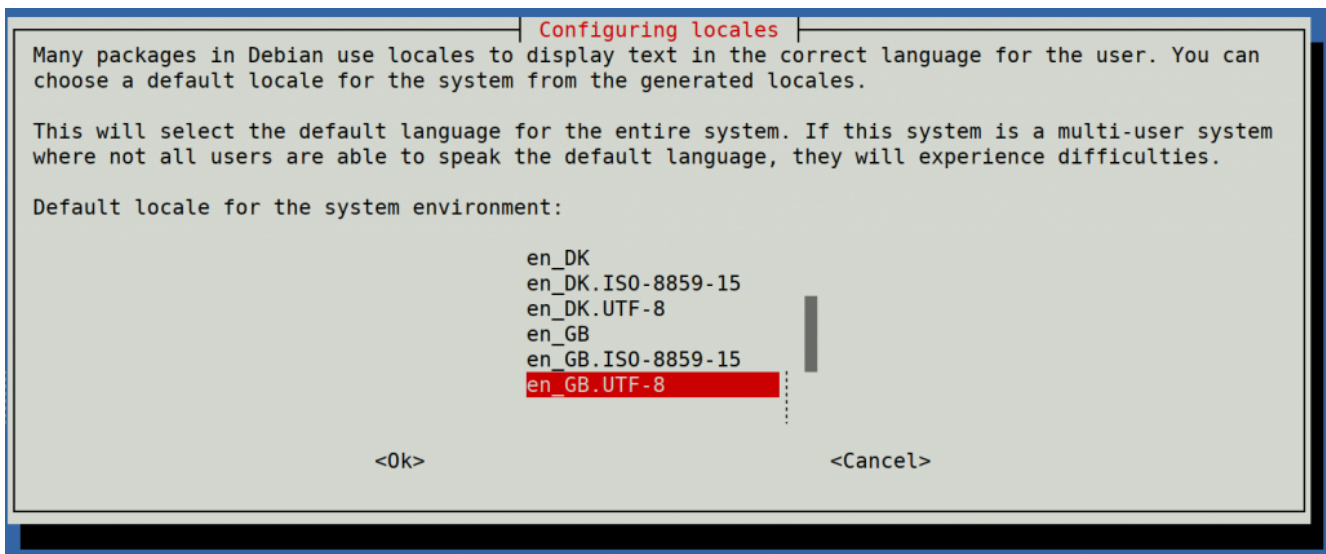 Configuring locales
Many packages in Debian use locales to display text in the correct language for the user. You can
choose a default locale for the system from the generated locales.
This will select the default language for the entire system. If this system is a multi-user system
where not all users are able to speak the default language, they will experience difficulties.
Default locale for the system environment:
en_DK
en_DK.ISO-8859-15
en_DK.UTF-8
en_GB
en_GB.ISO-8859-15
en_GB.UTF-8
<Ok> <Cancel>